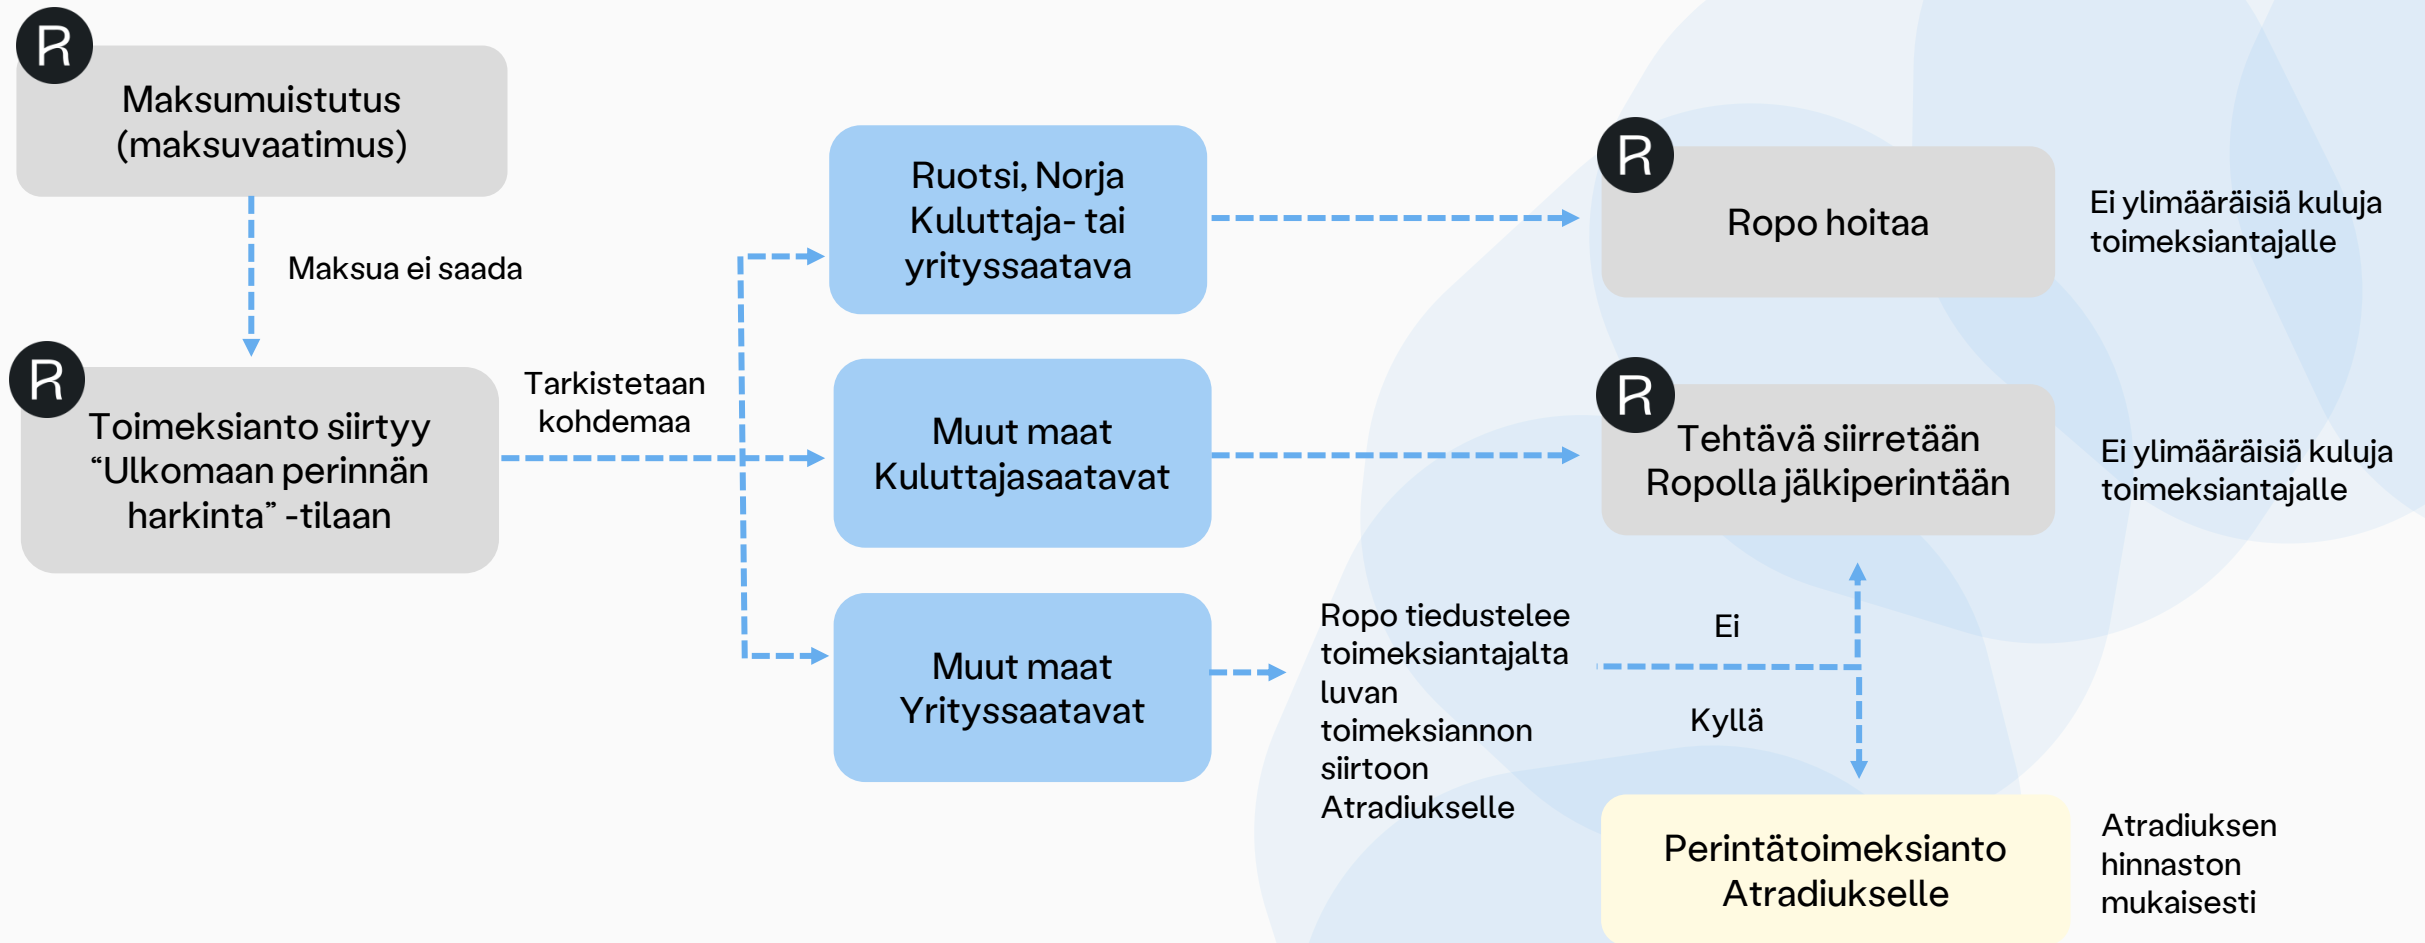 R
Maksumuistutus
(maksuvaatimus)
Maksua ei saada
R
Toimeksianto siirtyy
“Ulkomaan perinnän
harkinta” -tilaan
Tarkistetaan
kohdemaa
Ruotsi, Norja
Kuluttaja- tai
yrityssaatava
R
Ropo hoitaa
Ei ylimääräisiä kuluja
toimeksiantajalle
Muut maat
Kuluttajasaatavat
R
Tehtävä siirretään
Ropolla jälkiperintään
Ei ylimääräisiä kuluja
toimeksiantajalle
Muut maat
Yrityssaatavat
Ropo tiedustelee
toimeksiantajalta
luvan
toimeksiannon
siirtoon
Atradiukselle
Ei
Kyllä
Perintätoimeksianto
Atradiukselle
Atradiuksen
hinnaston
mukaisesti